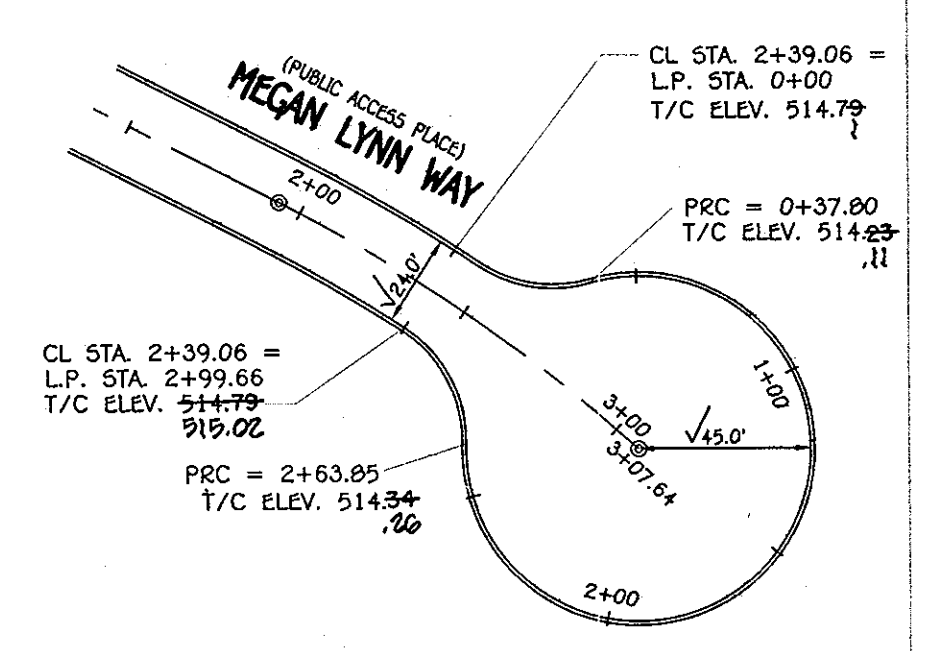 (PUBLIC ACCESS PLACE)
MEGAN LYNN WAY
CL STA. 2+39.06 =
L.P. STA. 0+00
T/C ELEV. 514.79
PRC = 0+37.80
T/C ELEV. 514.23
.11
2+00
√24.0'
CL STA. 2+39.06 =
L.P. STA. 2+99.66
T/C ELEV. 514.79
515.02
PRC = 2+63.85
T/C ELEV. 514.34
.26
1+00
3+00
√45.0'
3+07.64
2+00